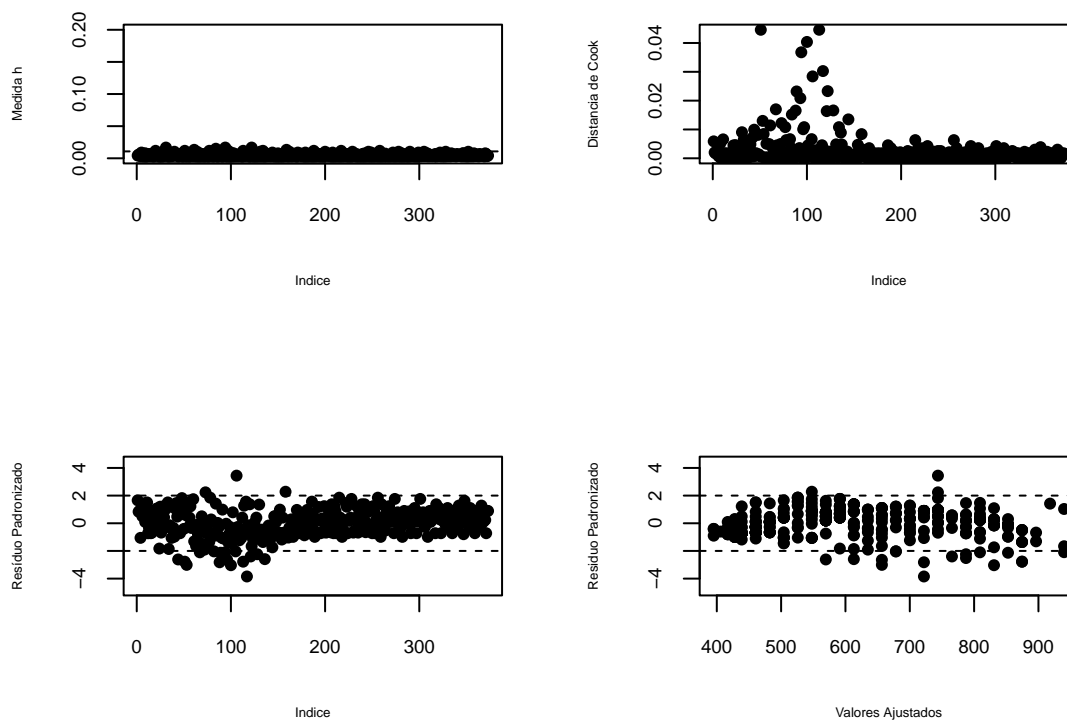 Medida h
0.00 0.10 0.20
0 100 200 300
Indice
Distancia de Cook
0.00 0.02 0.04
0 100 200 300
Indice
Resíduo Padronizado
−4 0 2 4
0 100 200 300
Indice
Residuo Padronizado
−4 0 2 4
400 500 600 700 800 900
Valores Ajustados